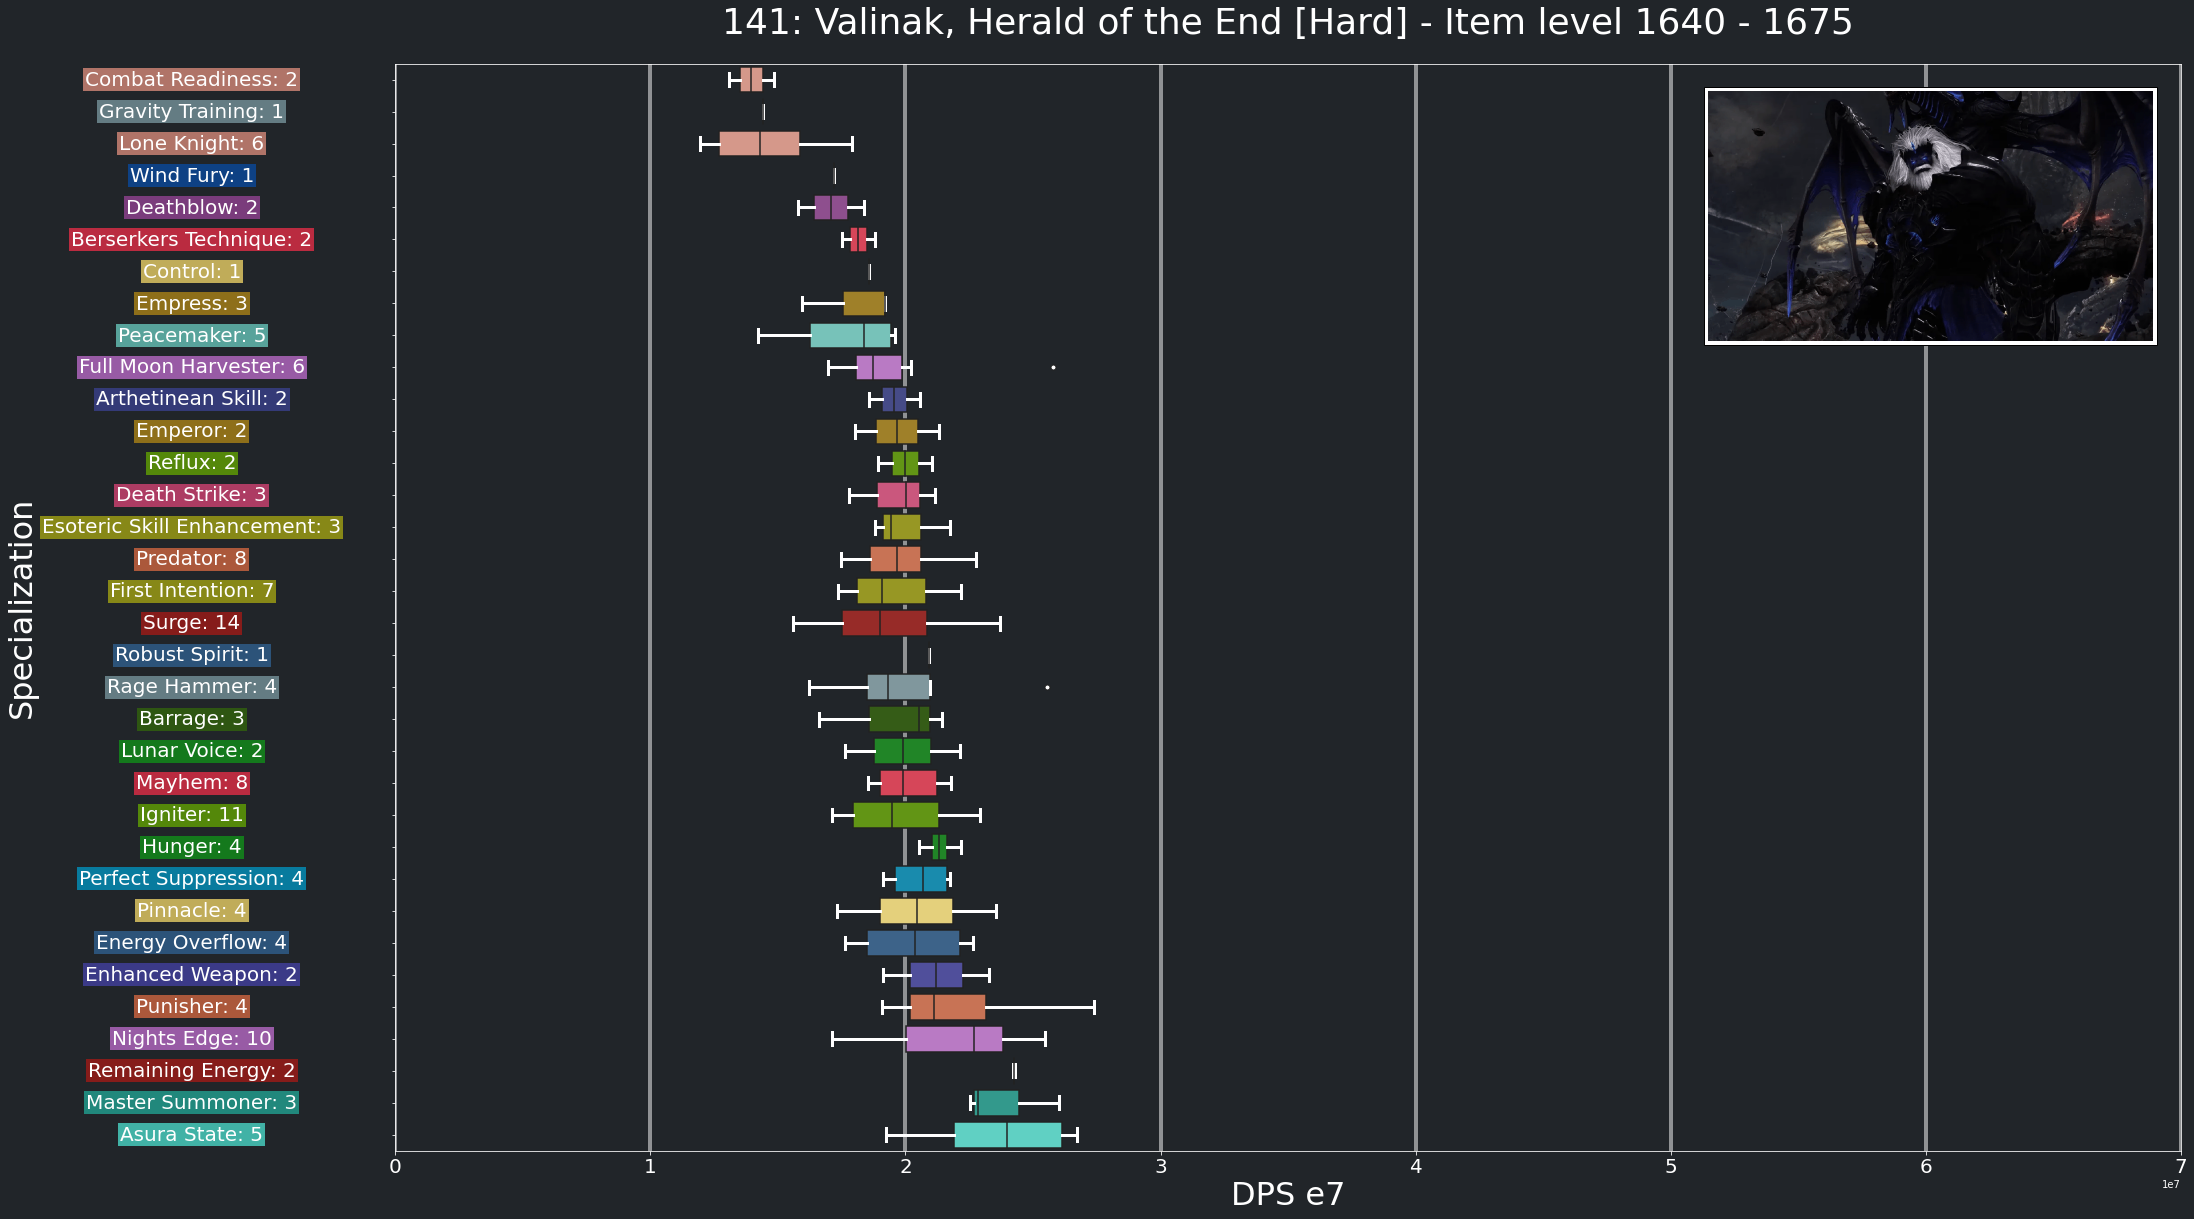 141: Valinak, Herald of the End [Hard] - Item level 1640 - 1675
Specialization
Combat Readiness: 2
Gravity Training: 1
Lone Knight: 6
Wind Fury: 1
Deathblow: 2
Berserkers Technique: 2
Control: 1
Empress: 3
Peacemaker: 5
Full Moon Harvester: 6
Arthetinean Skill: 2
Emperor: 2
Reflux: 2
Death Strike: 3
Esoteric Skill Enhancement: 3
Predator: 8
First Intention: 7
Surge: 14
Robust Spirit: 1
Rage Hammer: 4
Barrage: 3
Lunar Voice: 2
Mayhem: 8
Igniter: 11
Hunger: 4
Perfect Suppression: 4
Pinnacle: 4
Energy Overflow: 4
Enhanced Weapon: 2
Punisher: 4
Nights Edge: 10
Remaining Energy: 2
Master Summoner: 3
Asura State: 5
0 1 2 3 4 5 6 7
1e7
DPS e7